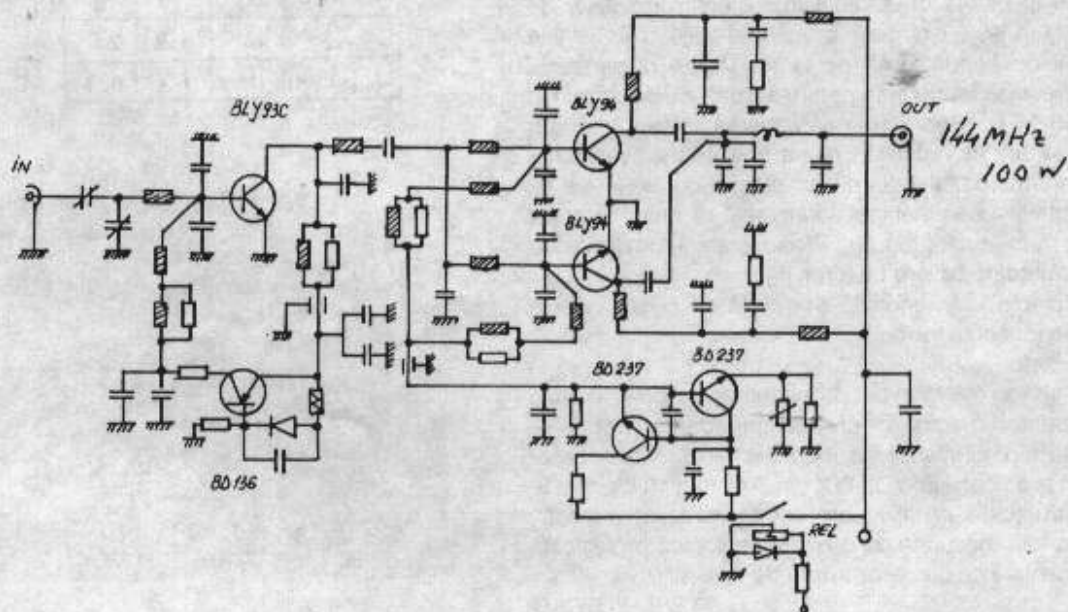 BLY93C
iN
BLY94
OUT
144MHz
100 W
BLY94
BD237
BD237
BD136
REL